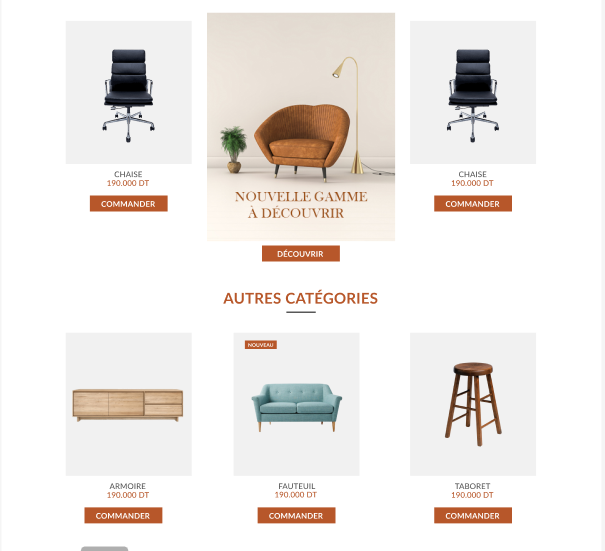 CHAISE
190.000 DT
COMMANDER
NOUVELLE GAMME
À DÉCOUVRIR
DÉCOUVRIR
CHAISE
190.000 DT
COMMANDER
AUTRES CATÉGORIES
ARMOIRE
190.000 DT
COMMANDER
NOUVEAU
FAUTEUIL
190.000 DT
COMMANDER
TABORET
190.000 DT
COMMANDER